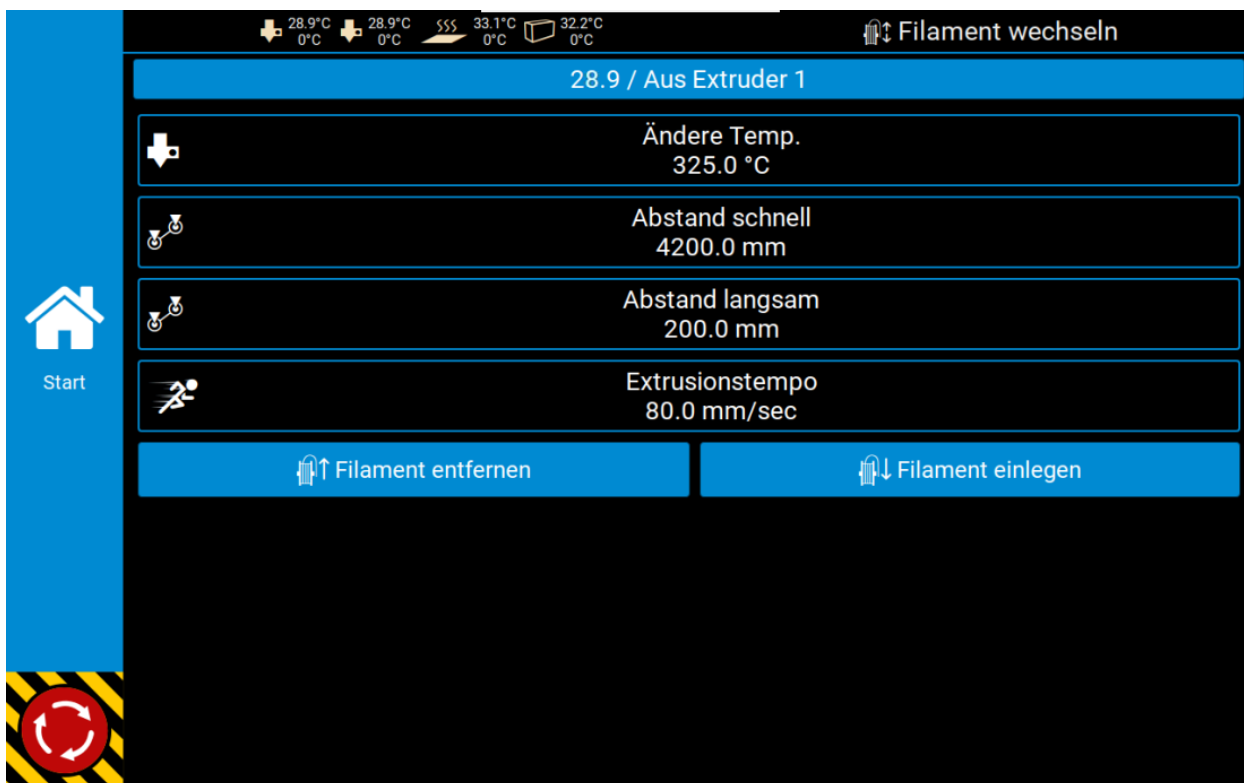 28.9°C 28.9°C 33.1°C 32.2°C
0°C 0°C 0°C 0°C
Filament wechseln
28.9 / Aus Extruder 1
Ändere Temp.
325.0 °C
Abstand schnell
4200.0 mm
Abstand langsam
200.0 mm
Start
Extrusionstempo
80.0 mm/sec
Filament entfernen
Filament einlegen